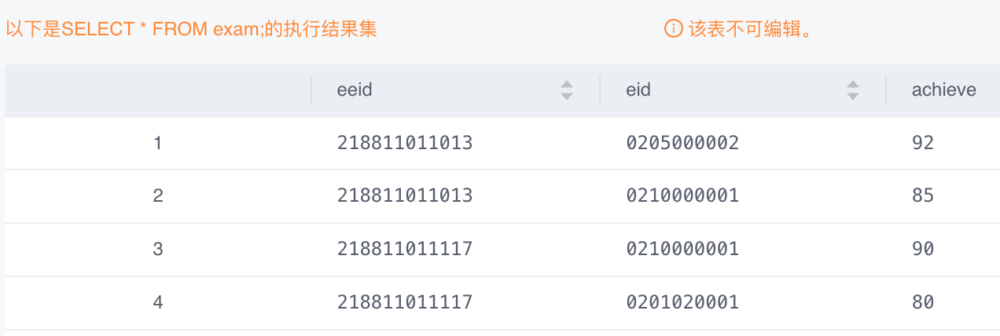 以下是SELECT * FROM exam;的执行结果集 该表不可编辑。
eeid eid achieve
1 218811011013 0205000002 92
2 218811011013 0210000001 85
3 218811011117 0210000001 90
4 218811011117 0201020001 80